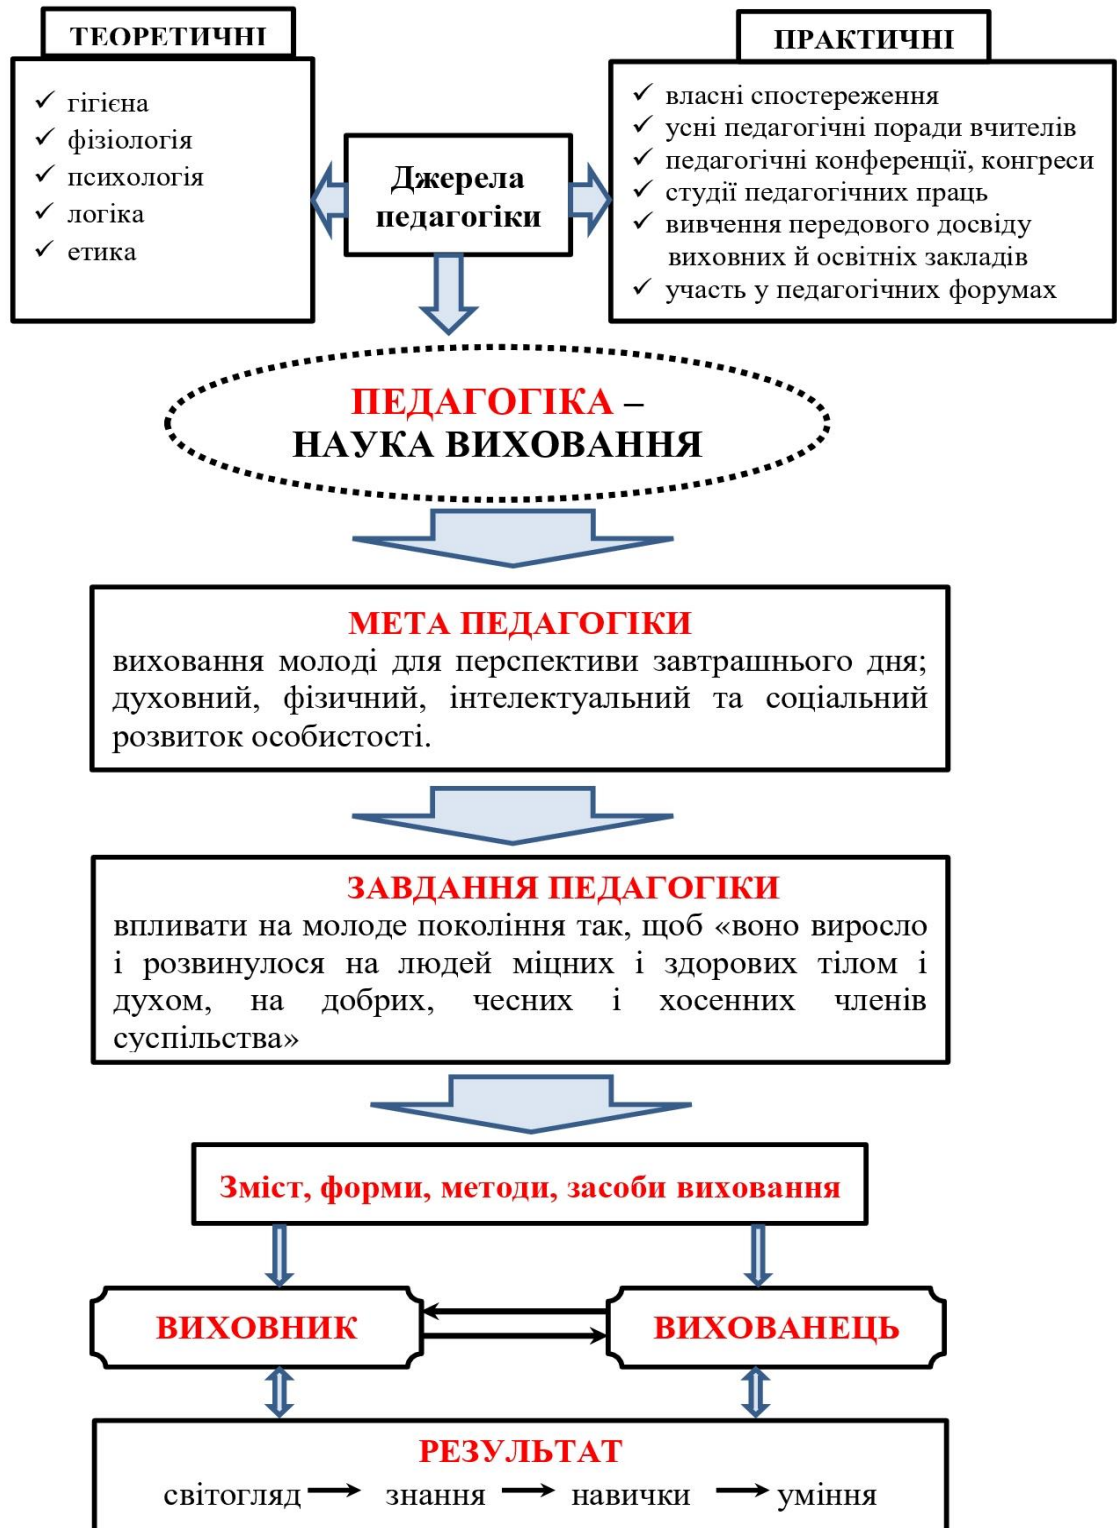 ТЕОРЕТИЧНІ
гігієна
фізіологія
психологія
логіка
етика
Джерела
педагогіки
ПРАКТИЧНІ
власні спостереження
усні педагогічні поради вчителів
педагогічні конференції, конгреси
студії педагогічних праць
вивчення передового досвіду
виховних й освітніх закладів
участь у педагогічних форумах
ПЕДАГОГІКА –
НАУКА ВИХОВАННЯ
МЕТА ПЕДАГОГІКИ
виховання молоді для перспективи завтрашнього дня;
духовний, фізичний, інтелектуальний та соціальний
розвиток особистості.
ЗАВДАННЯ ПЕДАГОГІКИ
впливати на молоде покоління так, щоб «воно виросло
і розвинулося на людей міцних і здорових тілом і
духом, на добрих, чесних і хосенних членів
суспільства»
Зміст, форми, методи, засоби виховання
ВИХОВНИК
ВИХОВАНЕЦЬ
РЕЗУЛЬТАТ
світогляд знання навички уміння